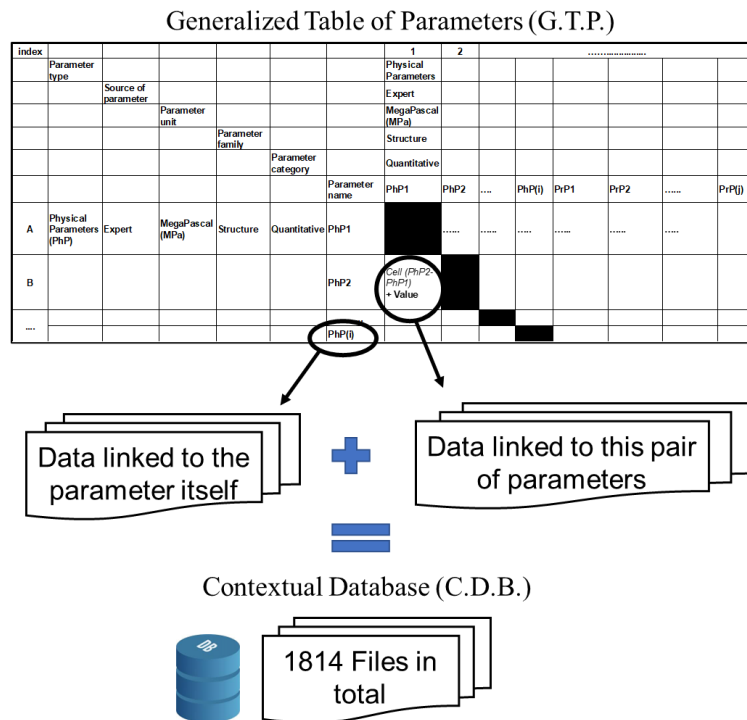 Generalized Table of Parameters (G.T.P.)
index 1 2 ......................
Parameter type Physical Parameters
Source of parameter Expert
Parameter unit MegaPascal (MPa)
Parameter family Structure
Parameter category Quantitative
Parameter name PhP1 PhP2 .... PhP(i) PrP1 PrP2 ...... PrP(j)
A Physical Parameters (PhP) Expert MegaPascal (MPa) Structure Quantitative PhP1 ...... ...... ..... ...... ...... .....
B PhP2 Cell (PhP2-PhP1) + Value
....
PhP(i)
Data linked to the
parameter itself
Data linked to this pair
of parameters
Contextual Database (C.D.B.)
DB
1814 Files in
total